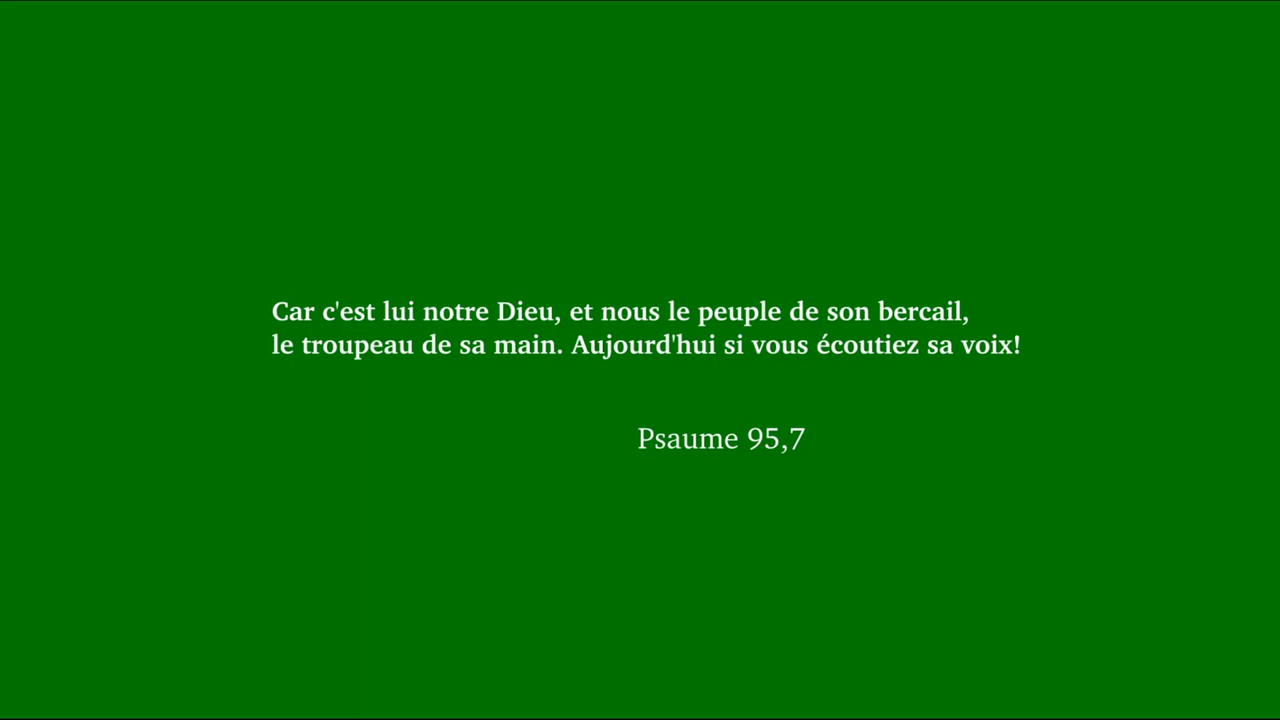 Car c'est lui notre Dieu, et nous le peuple de son bercail,
le troupeau de sa main. Aujourd'hui si vous écoutiez sa voix!
Psaume 95,7